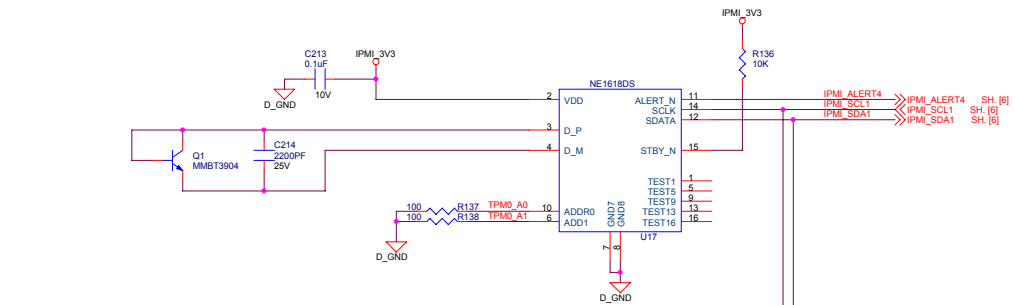 IPMI_3V3
C213
0.1uF
10V
D_GND
IPMI_3V3
R136
10K
NE1618DS
2 VDD
ALERT_N 11 IPMI_ALERT4 IPMI_ALERT4 SH. [6]
SCLK 14 IPMI_SCL1 IPMI_SCL1 SH. [6]
SDATA 12 IPMI_SDA1 IPMI_SDA1 SH. [6]
3 D_P
4 D_M
STBY_N 15
Q1
MMBT3904
C214
2200PF
25V
TEST1 1
TEST5 5
TEST9 9
TEST13 13
TEST16 16
100 R137 TPM0_A0 10 ADDR0
100 R138 TPM0_A1 6 ADD1
GND7 7
GND8 8
U17
D_GND
D_GND